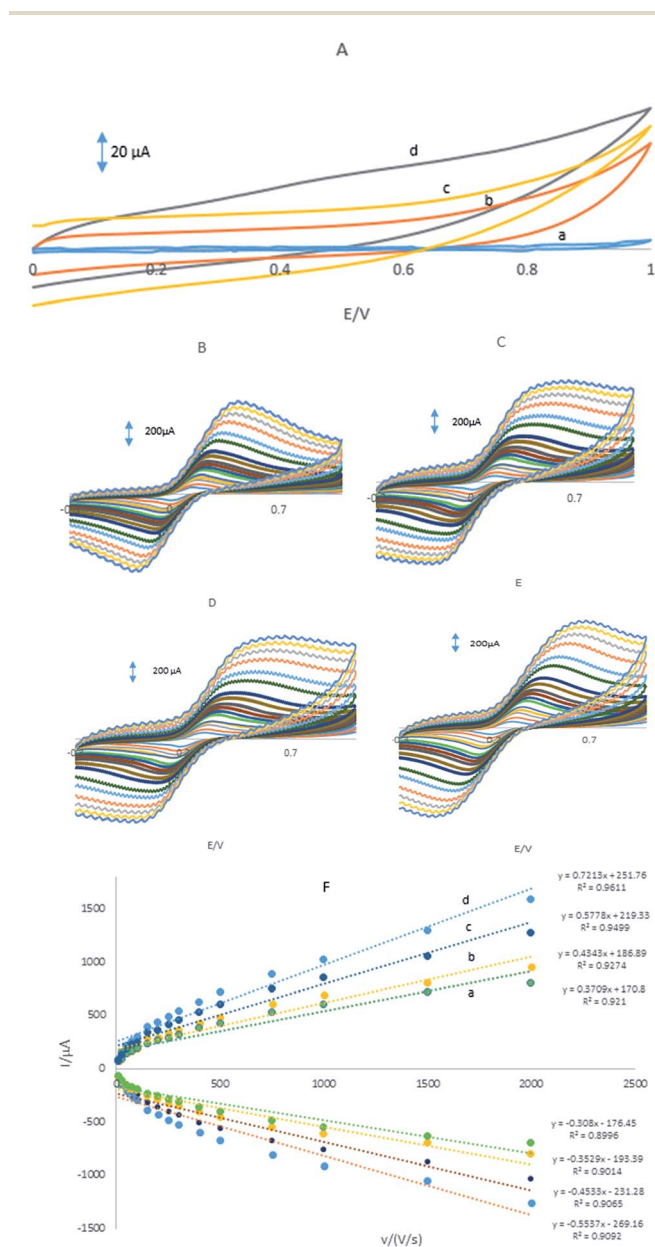 A
20 µA
d
c
b
a
0
0.2
0.4
0.6
0.8
1
E/V
B
C
200µA
200µA
0.7
0.7
D
E
200 µA
200µA
0.7
0.7
E/V
E/V
F
y = 0.7213x + 251.76
R² = 0.9611
d
1500
y = 0.5778x + 219.33
R² = 0.9499
c
1000
y = 0.4343x + 186.89
R² = 0.9274
b
y = 0.3709x + 170.8
R² = 0.921
a
500
I/µA
0
0
500
1000
1500
2000
2500
-500
y = -0.308x - 176.45
R² = 0.8996
y = -0.3529x - 193.39
R² = 0.9014
-1000
y = -0.4533x - 231.28
R² = 0.9065
y = -0.5537x - 269.16
R² = 0.9092
-1500
v/(V/s)